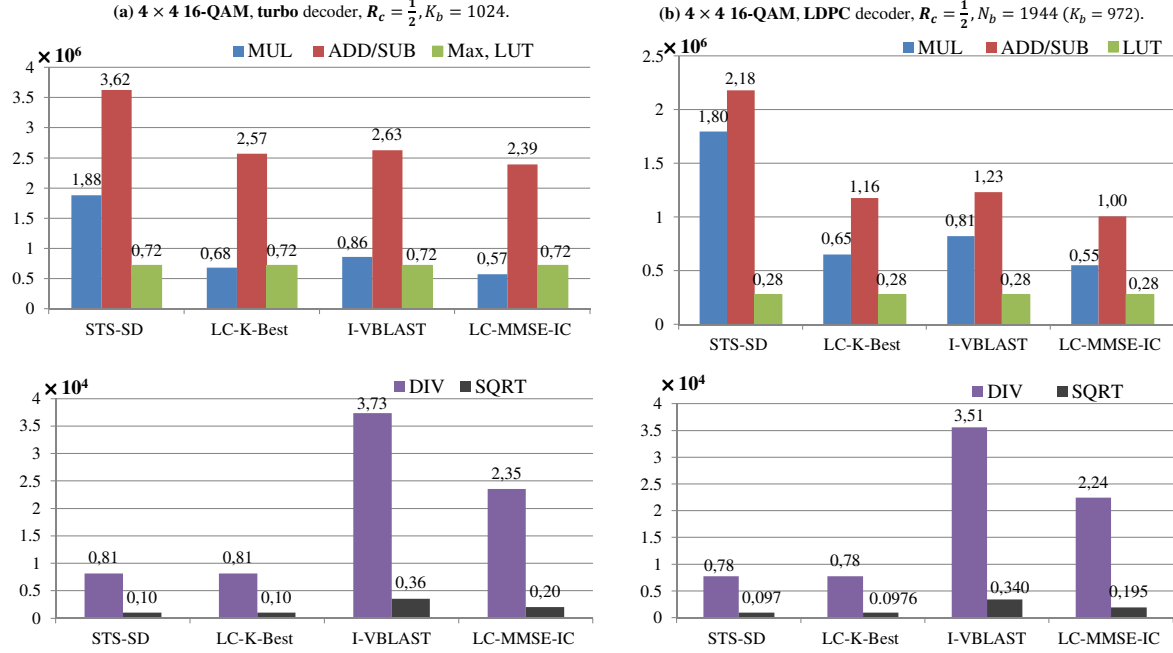 (a) 4 × 4 16-QAM, turbo decoder, R_c = 1/2, K_b = 1024.
× 10^6
MUL ADD/SUB Max, LUT
4
3.5
3
2.5
2
1.5
1
0.5
0
1,88 3,62 0,72
0,68 2,57 0,72
0,86 2,63 0,72
0,57 2,39 0,72
STS-SD LC-K-Best I-VBLAST LC-MMSE-IC
(b) 4 × 4 16-QAM, LDPC decoder, R_c = 1/2, N_b = 1944 (K_b = 972).
× 10^6
MUL ADD/SUB LUT
2.5
2
1.5
1
0.5
0
1,80 2,18 0,28
0,65 1,16 0,28
0,81 1,23 0,28
0,55 1,00 0,28
STS-SD LC-K-Best I-VBLAST LC-MMSE-IC
× 10^4
DIV SQRT
4
3.5
3
2.5
2
1.5
1
0.5
0
0,81 0,10
0,81 0,10
3,73 0,36
2,35 0,20
STS-SD LC-K-Best I-VBLAST LC-MMSE-IC
× 10^4
DIV SQRT
4
3.5
3
2.5
2
1.5
1
0.5
0
0,78 0,097
0,78 0.0976
3,51 0,340
2,24 0,195
STS-SD LC-K-Best I-VBLAST LC-MMSE-IC